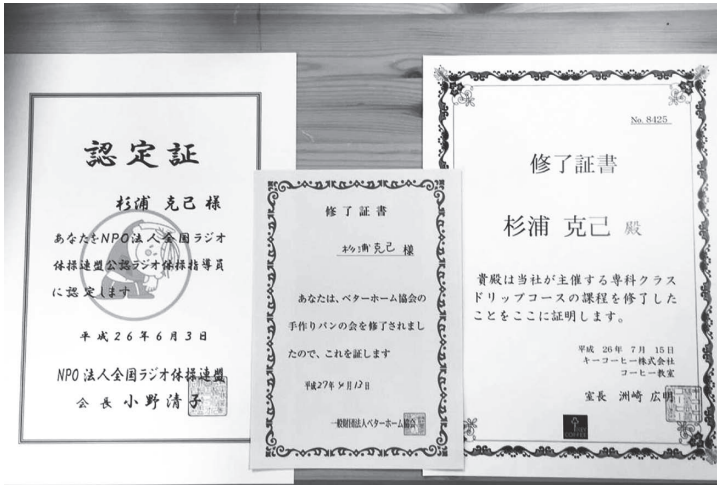 認定証
杉浦 克己 様
あなたをNPO法人全国ラジオ
体操連盟公認ラジオ体操指導員
に認定します
平成26年6月3日
NPO法人全国ラジオ体操連盟
会長 小野清子
修了証書
杉浦克己 様
あなたは、ベターホーム協会の
手作りパンの会を修了されまし
たので、これを証します
平成27年4月13日
一般財団法人ベターホーム協会
No. 8425
修了証書
杉浦 克己 殿
貴殿は当社が主催する専科クラス
ドリップコースの課程を修了した
ことをここに証明します。
平成 26年 7月 15日
キーコーヒー株式会社
コーヒー教室
室長 洲崎 広明